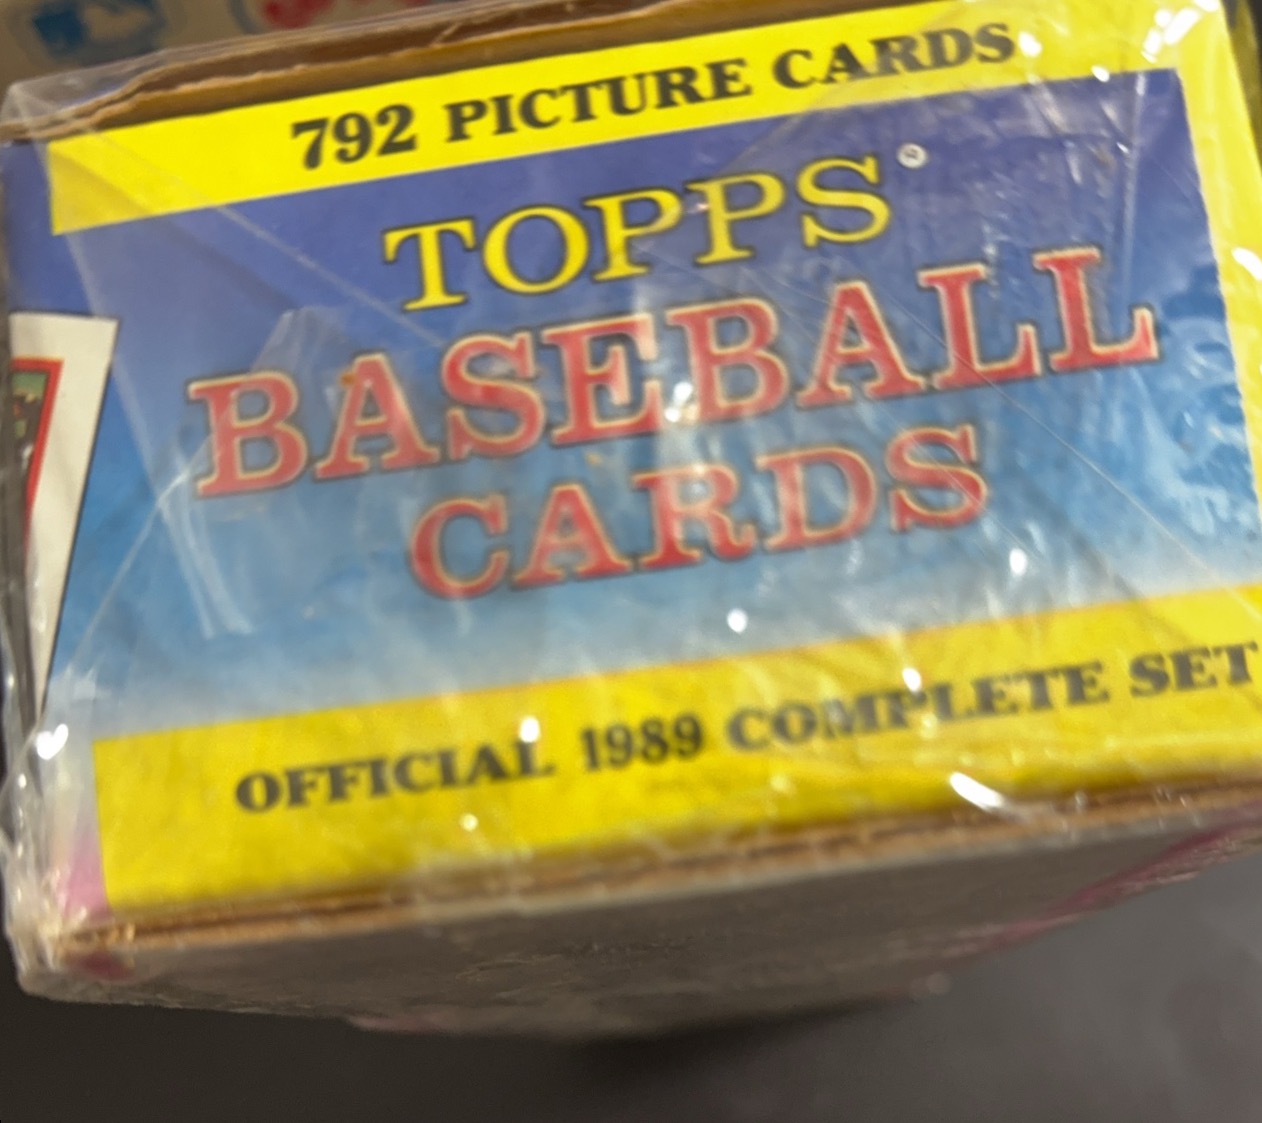 792 PICTURE CARDS
TOPPS®
BASEBALL
CARDS
OFFICIAL 1989 COMPLETE SET